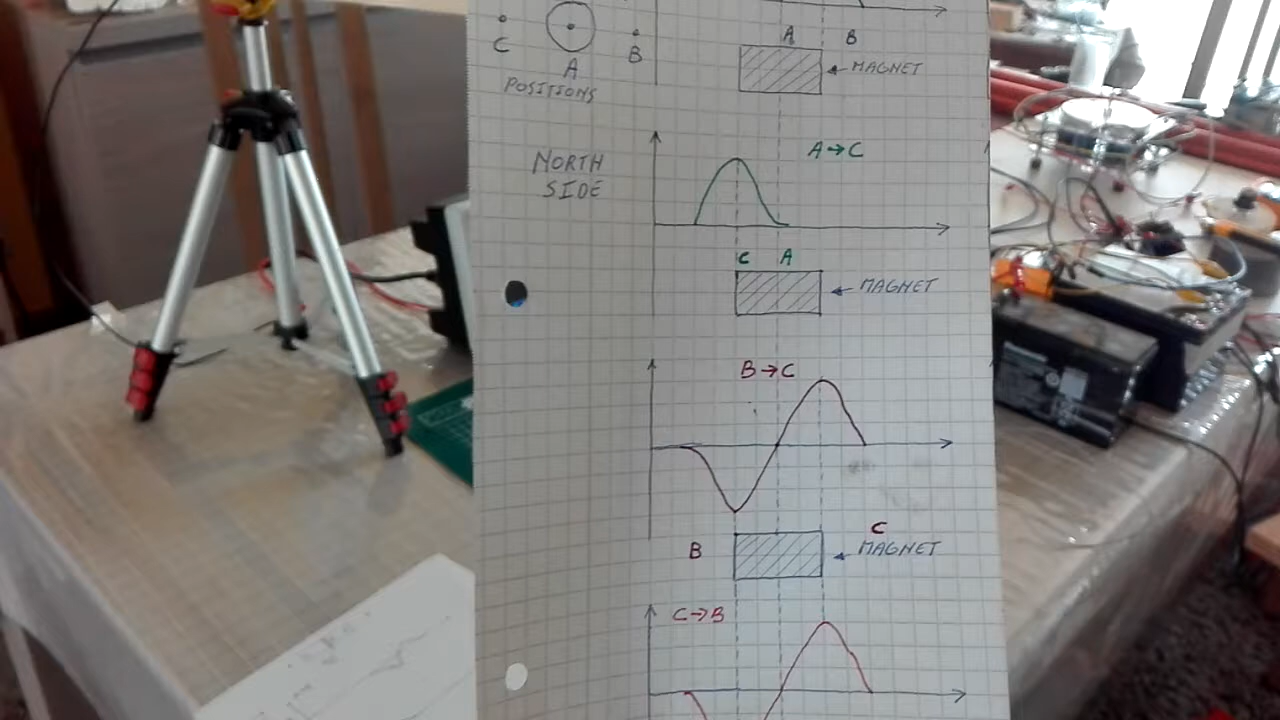 C
A
B
POSITIONS
A B
MAGNET
NORTH
SIDE
A→C
C A
MAGNET
B→C
B
C
MAGNET
C→B